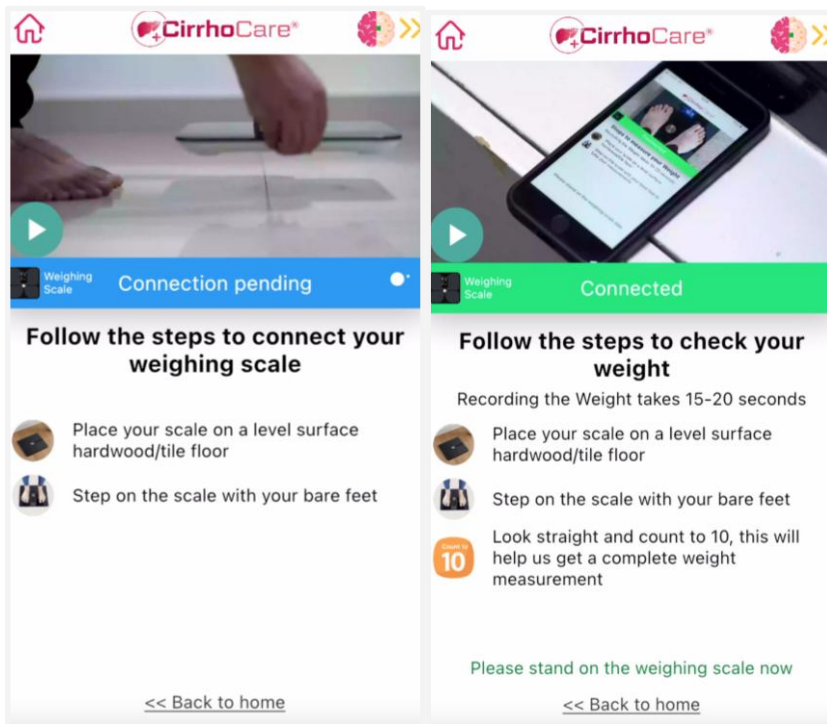 CirrhoCare®
Weighing
Scale
Connection pending
Follow the steps to connect your
weighing scale
Place your scale on a level surface
hardwood/tile floor
Step on the scale with your bare feet
<< Back to home
CirrhoCare®
Steps to measure your Weight
Weighing
Scale
Connected
Follow the steps to check your
weight
Recording the Weight takes 15-20 seconds
Place your scale on a level surface
hardwood/tile floor
Step on the scale with your bare feet
Count to
10
Look straight and count to 10, this will
help us get a complete weight
measurement
Please stand on the weighing scale now
<< Back to home